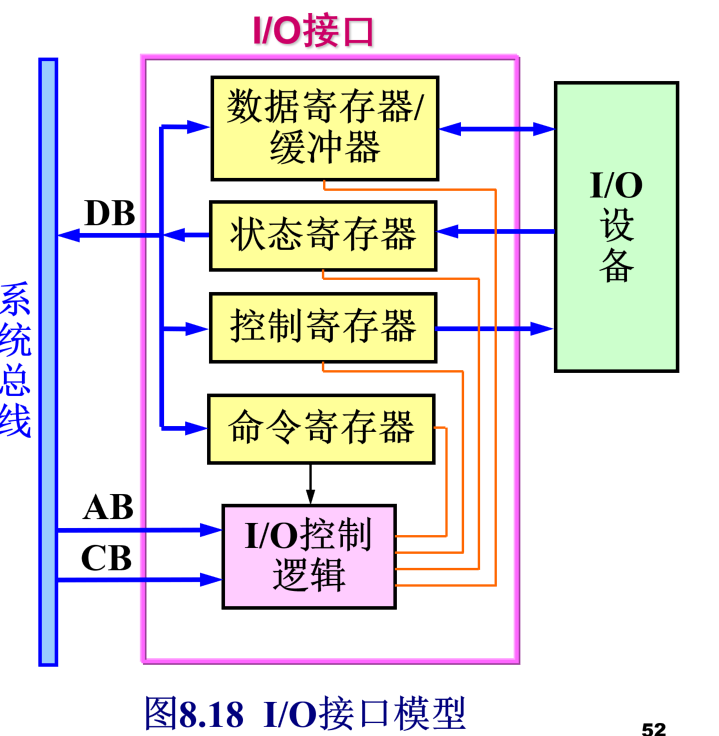 I/O接口
数据寄存器/
缓冲器
I/O
设
备
DB
状态寄存器
系
统
总
线
控制寄存器
命令寄存器
AB
I/O控制
逻辑
CB
图8.18 I/O接口模型
52